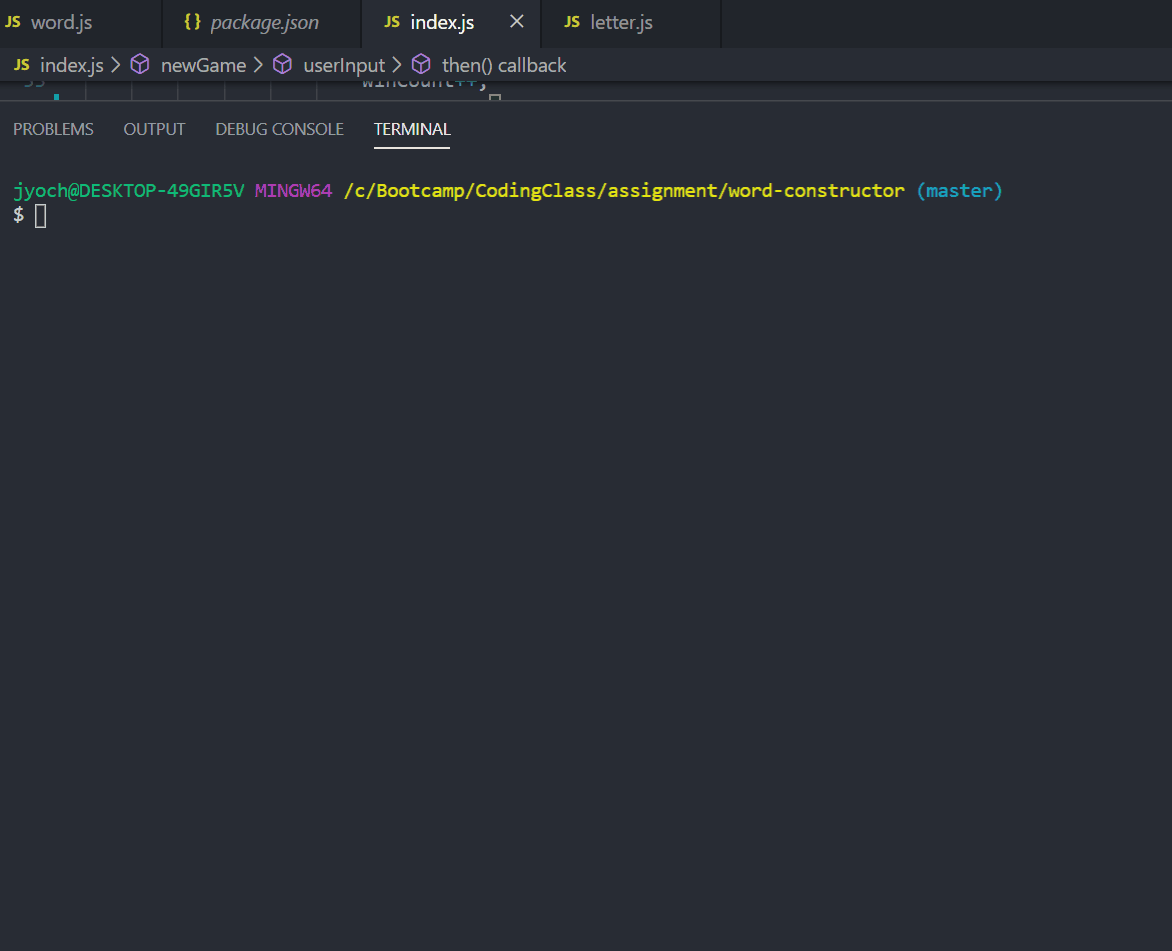 JS word.js {} package.json JS index.js × JS letter.js
JS index.js > newGame > userInput > then() callback
winCount++;
PROBLEMS OUTPUT DEBUG CONSOLE TERMINAL
jyoch@DESKTOP-49GIR5V MINGW64 /c/Bootcamp/CodingClass/assignment/word-constructor (master)
$